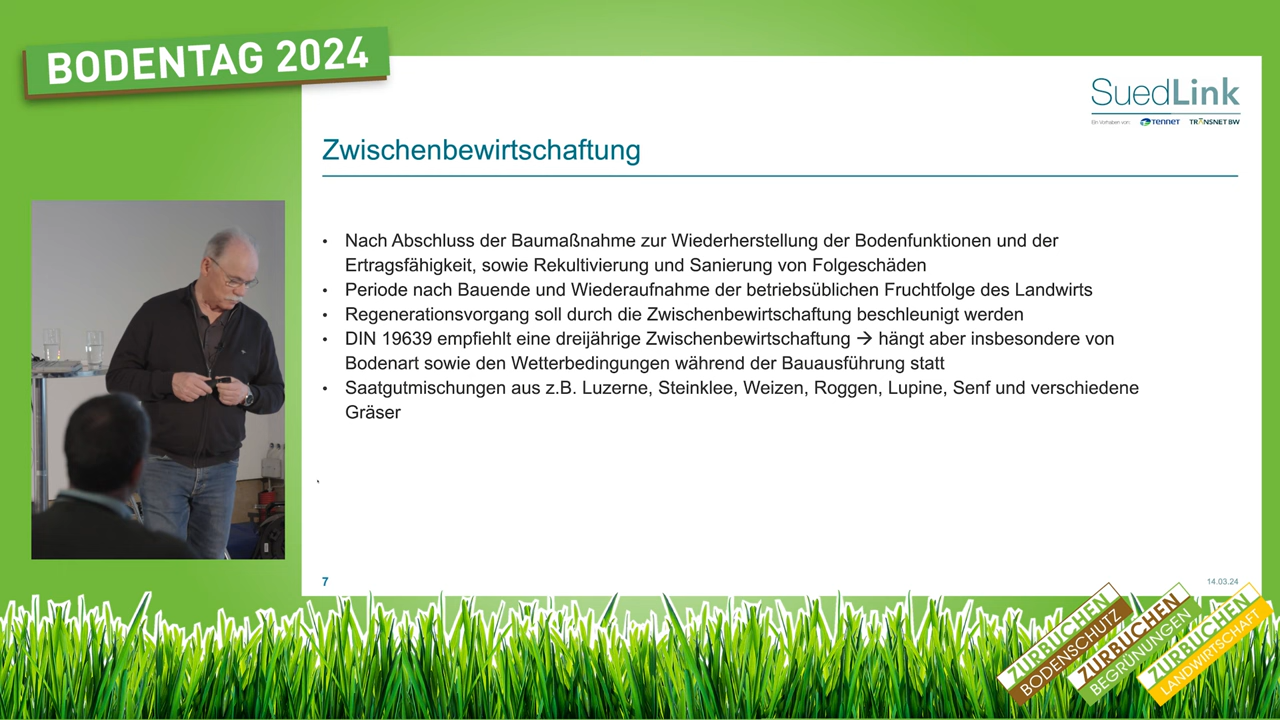 BODENTAG 2024
SuedLink
Ein Vorhaben von:
TENNET
TRANSNET BW
Zwischenbewirtschaftung
• Nach Abschluss der Baumaßnahme zur Wiederherstellung der Bodenfunktionen und der
Ertragsfähigkeit, sowie Rekultivierung und Sanierung von Folgeschäden
• Periode nach Bauende und Wiederaufnahme der betriebsüblichen Fruchtfolge des Landwirts
• Regenerationsvorgang soll durch die Zwischenbewirtschaftung beschleunigt werden
• DIN 19639 empfiehlt eine dreijährige Zwischenbewirtschaftung → hängt aber insbesondere von
Bodenart sowie den Wetterbedingungen während der Bauausführung statt
• Saatgutmischungen aus z.B. Luzerne, Steinklee, Weizen, Roggen, Lupine, Senf und verschiedene
Gräser
7
14.03.24
ZURBUCHEN
BODENSCHUTZ
ZURBUCHEN
BEGRÜNUNGEN
ZURBUCHEN
LANDWIRTSCHAFT